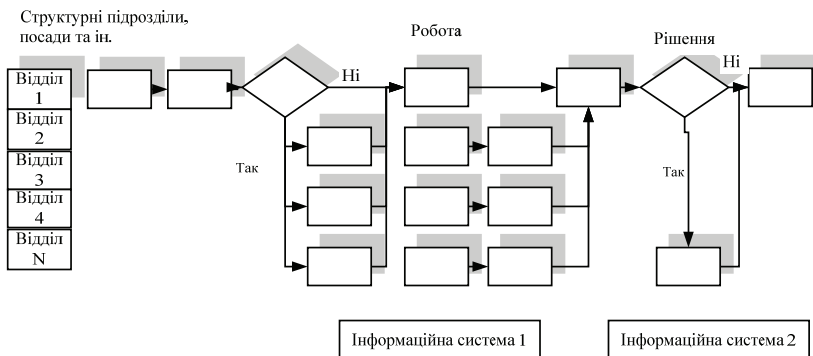 Структурні підрозділи,
посади та ін.
Робота
Рішення
Ні
Ні
Відділ
1
Відділ
2
Відділ
3
Відділ
4
Відділ
N
Так
Так
Інформаційна система 1
Інформаційна система 2